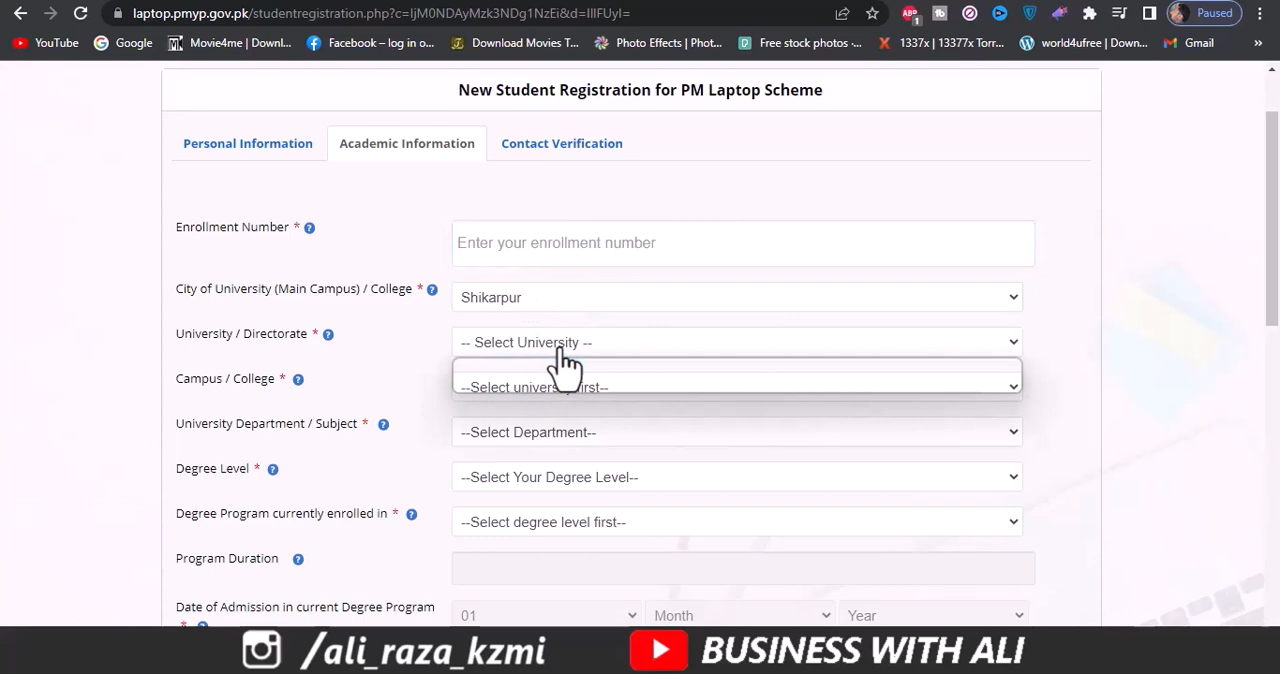 laptop.pmyp.gov.pk/studentregistration.php?c=IjM0NDAyMzk3NDg1NzEi&d=IllFUyI=
1
Paused
YouTube
Google
Movie4me | Downl...
Facebook – log in o...
Download Movies T...
Photo Effects | Phot...
Free stock photos -...
1337x | 13377x Torr...
world4ufree | Down...
Gmail
»
New Student Registration for PM Laptop Scheme
Personal Information
Academic Information
Contact Verification
Enrollment Number * ?
Enter your enrollment number
City of University (Main Campus) / College * ?
Shikarpur
University / Directorate * ?
-- Select University --
Campus / College * ?
--Select university first--
University Department / Subject * ?
--Select Department--
Degree Level * ?
--Select Your Degree Level--
Degree Program currently enrolled in * ?
--Select degree level first--
Program Duration ?
Date of Admission in current Degree Program
01
Month
Year
/ali_raza_kzmi
BUSINESS WITH ALI